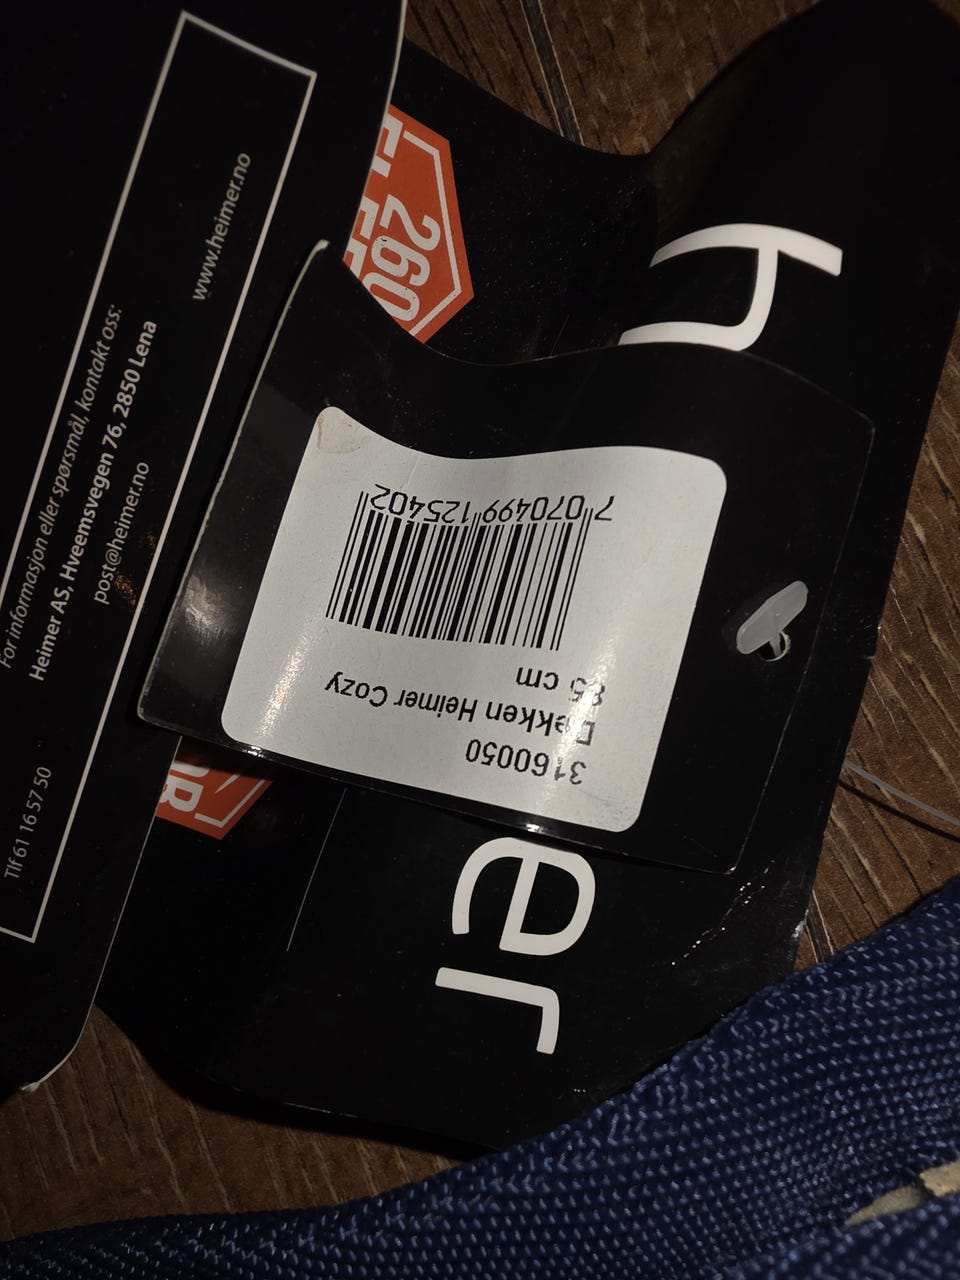 www.heimer.no
For informasjon eller spørsmål, kontakt oss:
Heimer AS, Hveemsvegen 76, 2850 Lena
post@heimer.no
Tlf 61 16 57 50
260
h
er
3160050
Dekken Heimer Cozy
cm
7 070499 125402